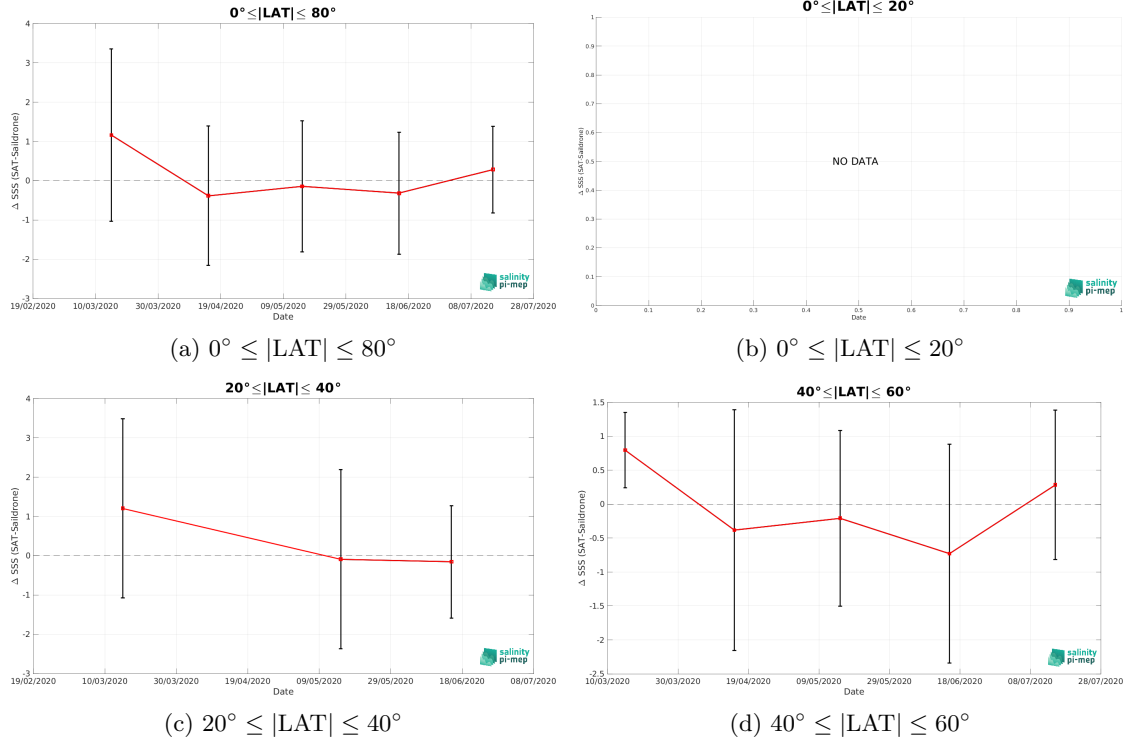 0°≤|LAT|≤ 80°
4
3
2
1
0
-1
-2
-3
Δ SSS (SAT-Saildrone)
19/02/2020 10/03/2020 30/03/2020 19/04/2020 09/05/2020 29/05/2020 18/06/2020 08/07/2020 28/07/2020
Date
salinity
pi-mep
(a) 0° ≤ |LAT| ≤ 80°
0°≤|LAT|≤ 20°
1
0.9
0.8
0.7
0.6
0.5
0.4
0.3
0.2
0.1
0
Δ SSS (SAT-Saildrone)
NO DATA
0 0.1 0.2 0.3 0.4 0.5 0.6 0.7 0.8 0.9 1
Date
salinity
pi-mep
(b) 0° ≤ |LAT| ≤ 20°
20°≤|LAT|≤ 40°
4
3
2
1
0
-1
-2
-3
Δ SSS (SAT-Saildrone)
19/02/2020 10/03/2020 30/03/2020 19/04/2020 09/05/2020 29/05/2020 18/06/2020 08/07/2020
Date
salinity
pi-mep
(c) 20° ≤ |LAT| ≤ 40°
40°≤|LAT|≤ 60°
1.5
1
0.5
0
-0.5
-1
-1.5
-2
-2.5
Δ SSS (SAT-Saildrone)
10/03/2020 30/03/2020 19/04/2020 09/05/2020 29/05/2020 18/06/2020 08/07/2020 28/07/2020
Date
salinity
pi-mep
(d) 40° ≤ |LAT| ≤ 60°